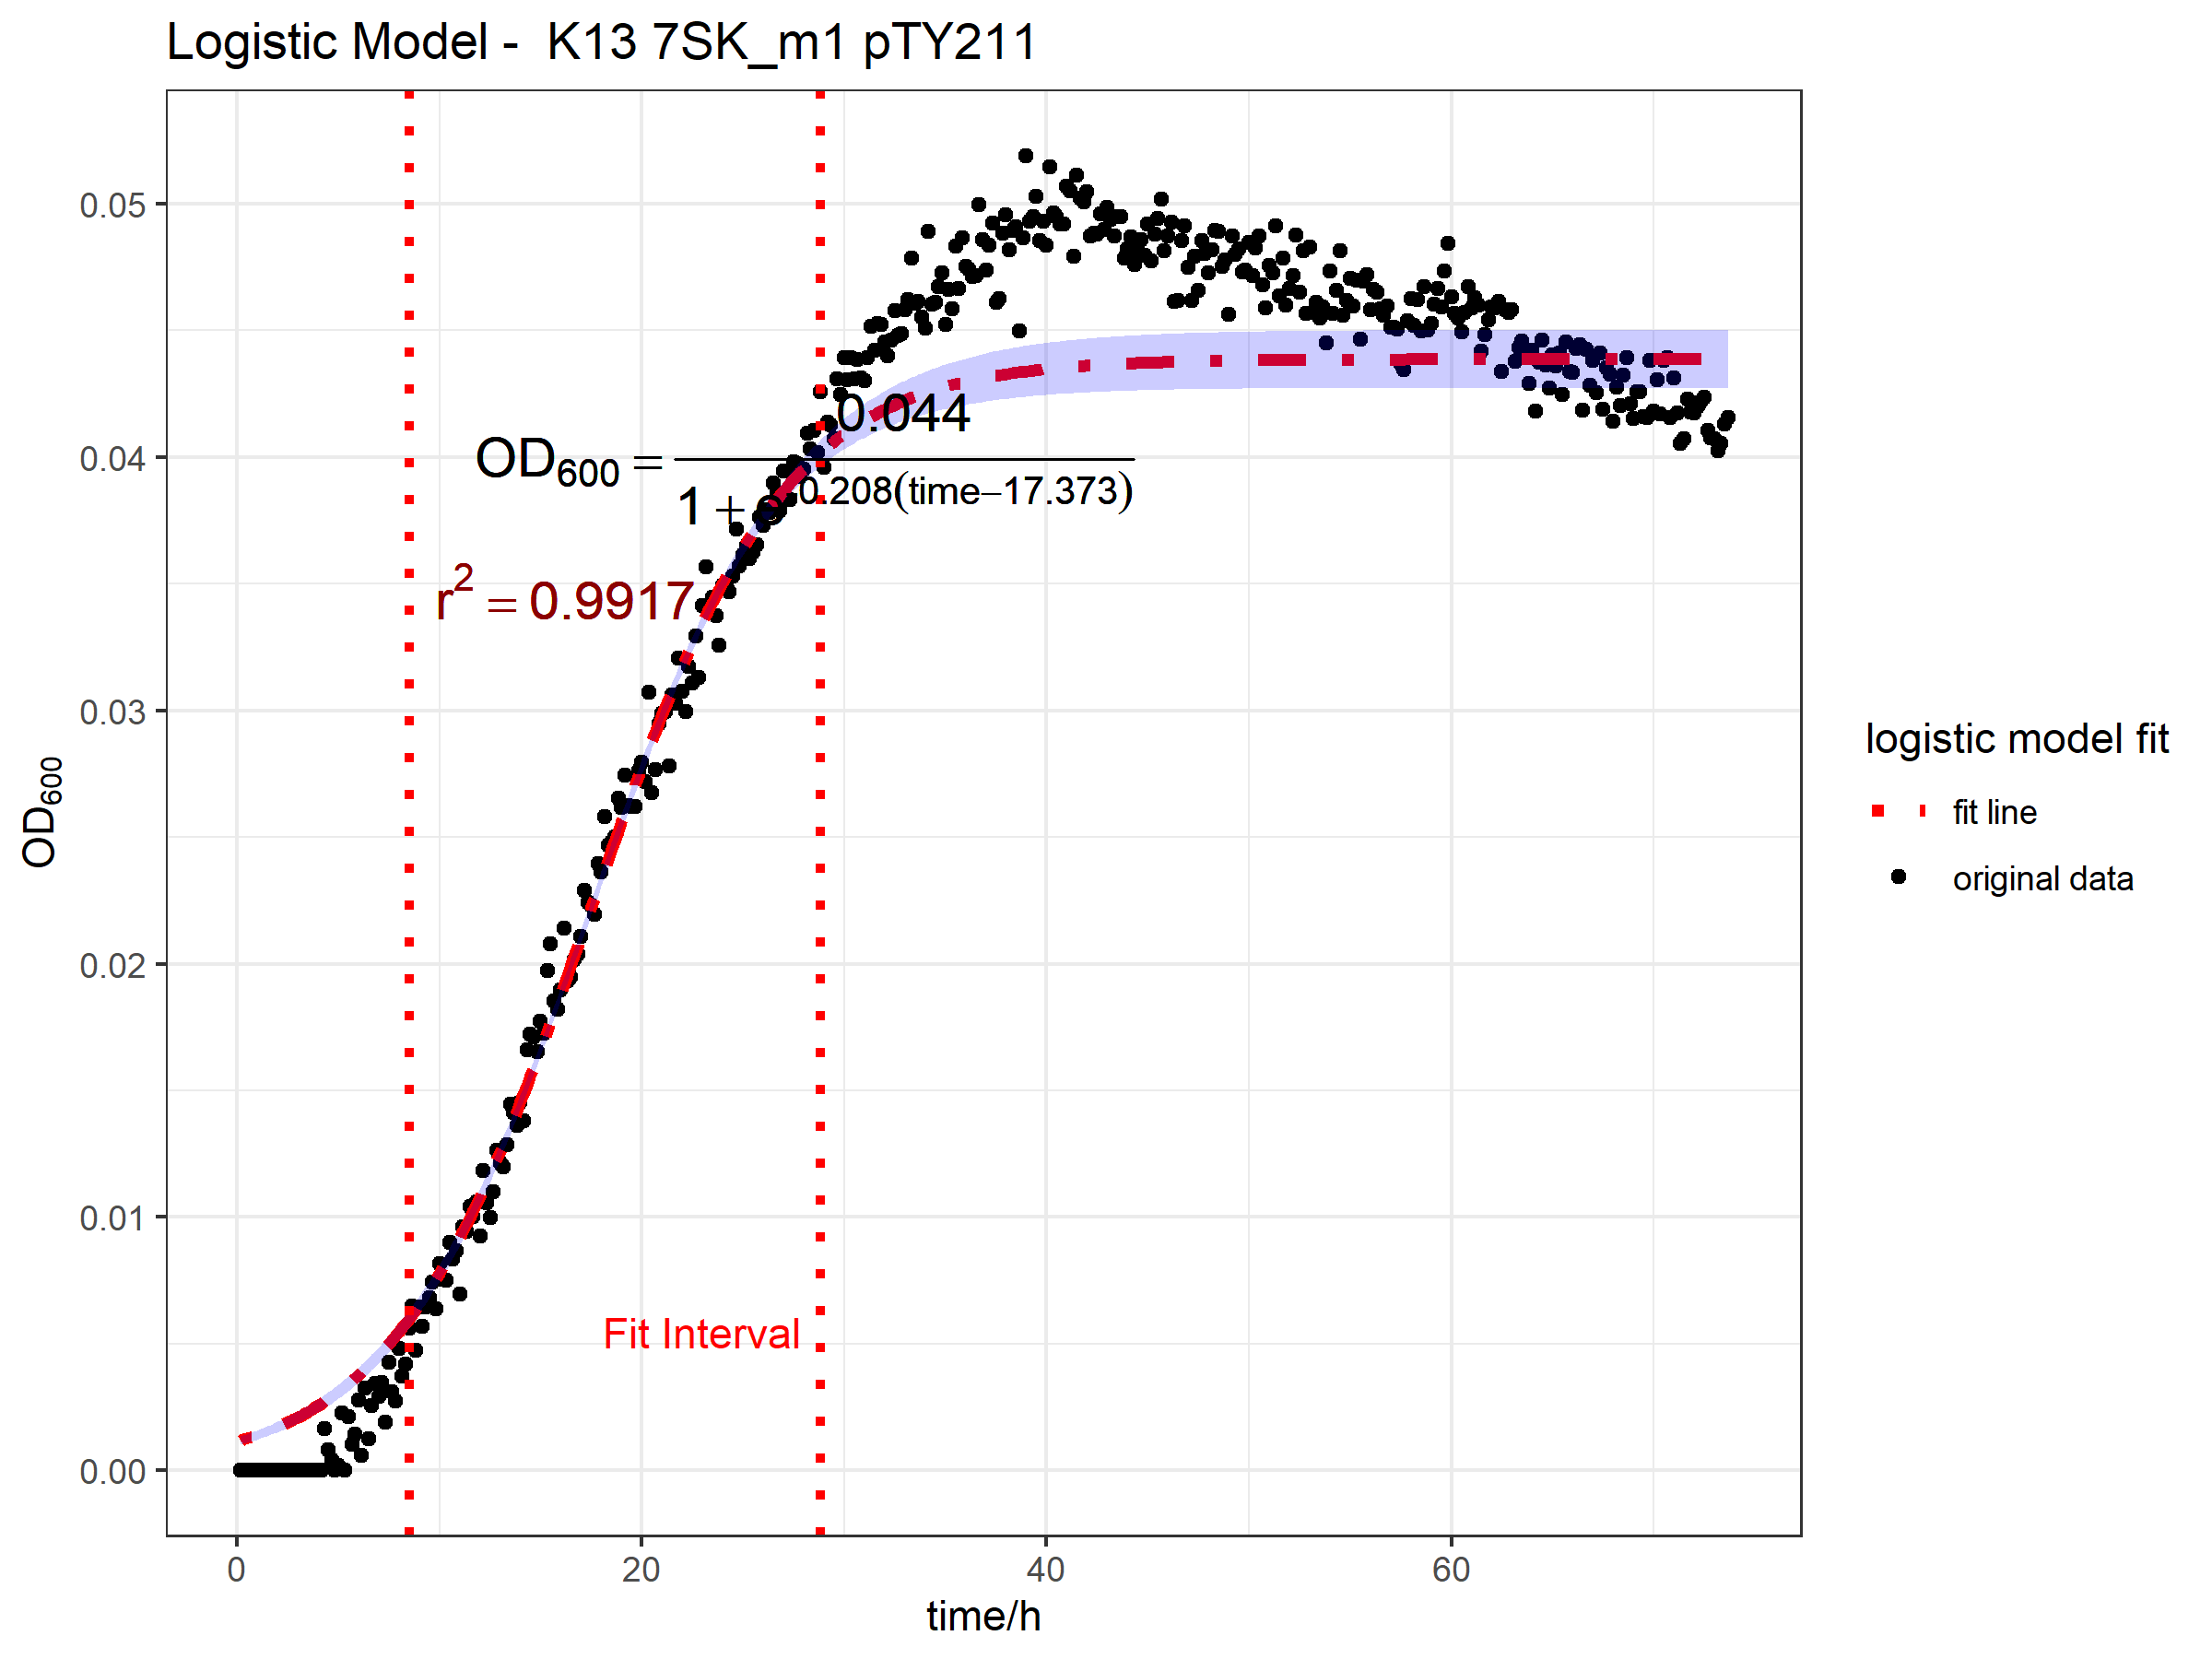 Logistic Model -  K13 7SK_m1 pTY211
0.05
0.04
0.03
0.02
0.01
0.00
OD600
0.044
OD600 =
1 + e0.208(time−17.373)
r2 = 0.9917
Fit Interval
0 20 40 60
time/h
logistic model fit
fit line
original data